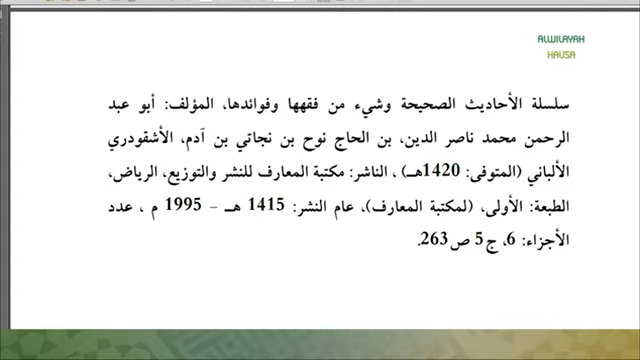 ALWILAYAH
HAUSA
سلسلة الأحاديث الصحيحة وشيء من فقهها وفوائدها، المؤلف: أبو عبد
الرحمن محمد ناصر الدين، بن الحاج نوح بن نجاتي بن آدم، الأشقودري
الألباني (المتوفى: 1420هـ) ، الناشر: مكتبة المعارف للنشر والتوزيع، الرياض،
الطبعة: الأولى، (لمكتبة المعارف)، عام النشر: 1415 هـ – 1995 م ، عدد
الأجزاء: 6، ج5 ص263.